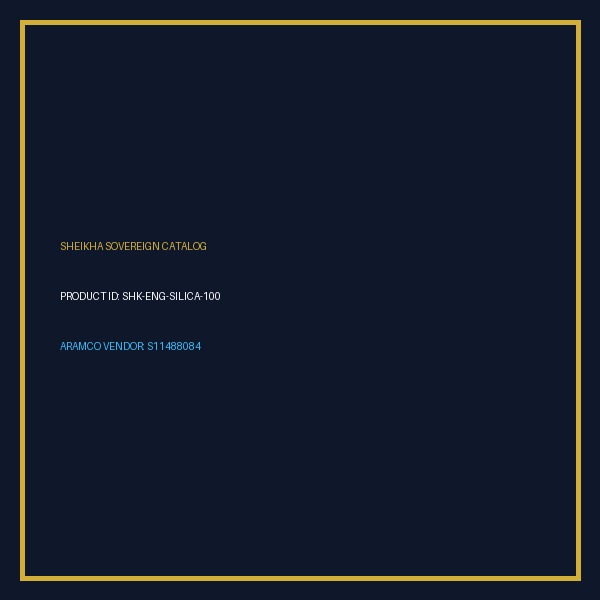 SHEIKHA SOVEREIGN CATALOG
PRODUCT ID: SHK-ENG-SILICA-100
ARAMCO VENDOR: S11488084